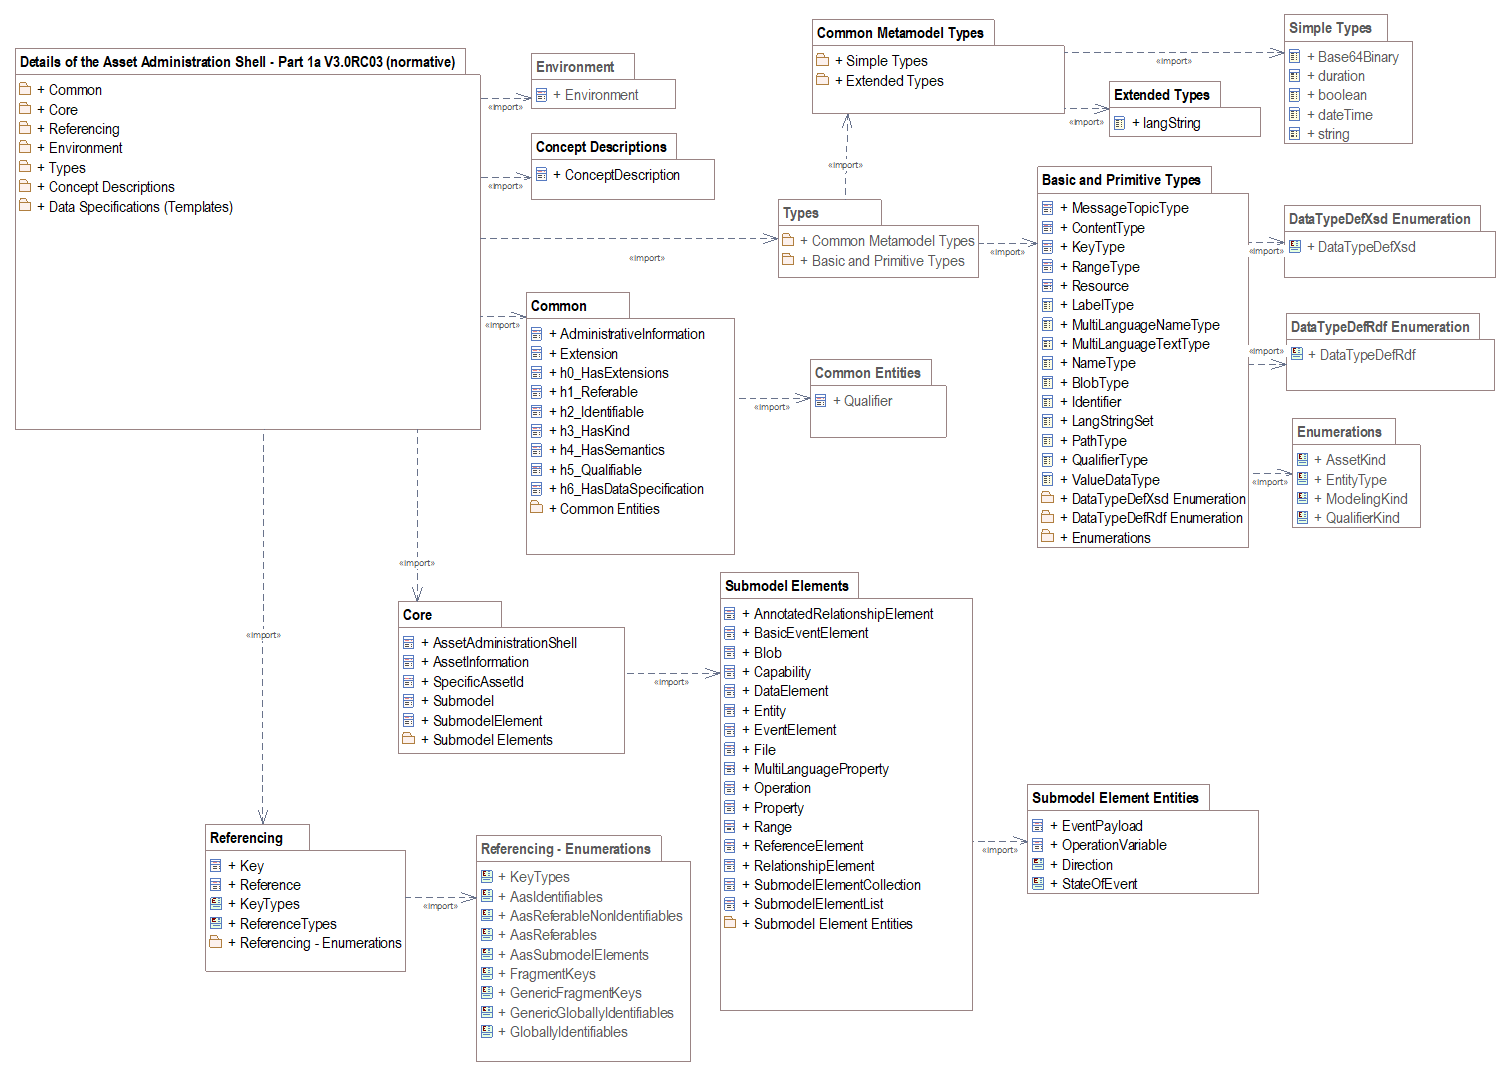 Details of the Asset Administration Shell - Part 1a V3.0RC03 (normative)
+ Common
+ Core
+ Referencing
+ Environment
+ Types
+ Concept Descriptions
+ Data Specifications (Templates)
«import»
Environment
+ Environment
«import»
Concept Descriptions
+ ConceptDescription
«import»
Types
+ Common Metamodel Types
+ Basic and Primitive Types
«import»
Common Metamodel Types
+ Simple Types
+ Extended Types
«import»
Simple Types
+ Base64Binary
+ duration
+ boolean
+ dateTime
+ string
«import»
Extended Types
+ langString
«import»
Basic and Primitive Types
+ MessageTopicType
+ ContentType
+ KeyType
+ RangeType
+ Resource
+ LabelType
+ MultiLanguageNameType
+ MultiLanguageTextType
+ NameType
+ BlobType
+ Identifier
+ LangStringSet
+ PathType
+ QualifierType
+ ValueDataType
+ DataTypeDefXsd Enumeration
+ DataTypeDefRdf Enumeration
+ Enumerations
«import»
DataTypeDefXsd Enumeration
+ DataTypeDefXsd
«import»
DataTypeDefRdf Enumeration
+ DataTypeDefRdf
«import»
Enumerations
+ AssetKind
+ EntityType
+ ModelingKind
+ QualifierKind
«import»
Common
+ AdministrativeInformation
+ Extension
+ h0_HasExtensions
+ h1_Referable
+ h2_Identifiable
+ h3_HasKind
+ h4_HasSemantics
+ h5_Qualifiable
+ h6_HasDataSpecification
+ Common Entities
«import»
Common Entities
+ Qualifier
«import»
Core
+ AssetAdministrationShell
+ AssetInformation
+ SpecificAssetId
+ Submodel
+ SubmodelElement
+ Submodel Elements
«import»
Submodel Elements
+ AnnotatedRelationshipElement
+ BasicEventElement
+ Blob
+ Capability
+ DataElement
+ Entity
+ EventElement
+ File
+ MultiLanguageProperty
+ Operation
+ Property
+ Range
+ ReferenceElement
+ RelationshipElement
+ SubmodelElementCollection
+ SubmodelElementList
+ Submodel Element Entities
«import»
Submodel Element Entities
+ EventPayload
+ OperationVariable
+ Direction
+ StateOfEvent
«import»
Referencing
+ Key
+ Reference
+ KeyTypes
+ ReferenceTypes
+ Referencing - Enumerations
«import»
Referencing - Enumerations
+ KeyTypes
+ AasIdentifiables
+ AasReferableNonIdentifiables
+ AasReferables
+ AasSubmodelElements
+ FragmentKeys
+ GenericFragmentKeys
+ GenericGloballyIdentifiables
+ GloballyIdentifiables